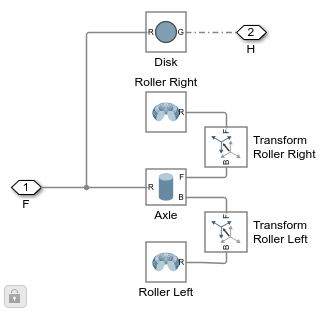 R
G
2
Disk
H
Roller Right
R
F
Transform
Roller Right
B
1
F
R
F
B
Axle
F
Transform
Roller Left
B
R
Roller Left